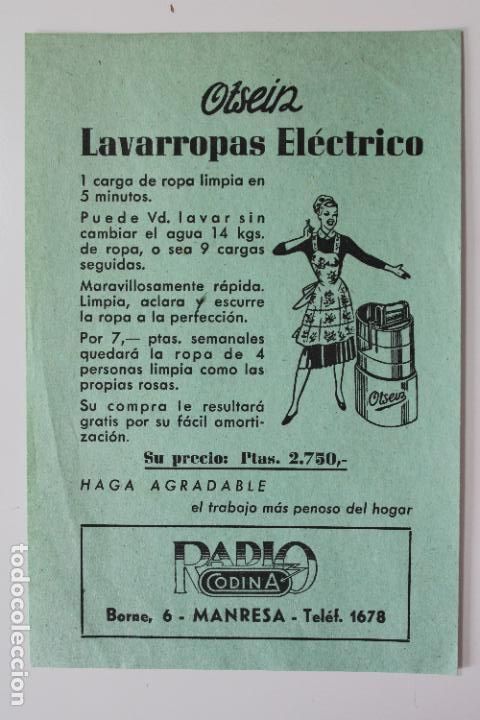 Otsein
Lavarropas Eléctrico
1 carga de ropa limpia en
5 minutos.
Puede Vd. lavar sin
cambiar el agua 14 kgs.
de ropa, o sea 9 cargas
seguidas.
Maravillosamente rápida.
Limpia, aclara y escurre
la ropa a la perfección.
Por 7,— ptas. semanales
quedará la ropa de 4
personas limpia como las
propias rosas.
Su compra le resultará
gratis por su fácil amorti-
zación.
Otsein
Su precio: Ptas. 2.750,-
HAGA AGRADABLE
el trabajo más penoso del hogar
RADIO
CODINA
Borne, 6 - MANRESA - Teléf. 1678
todocoleccion